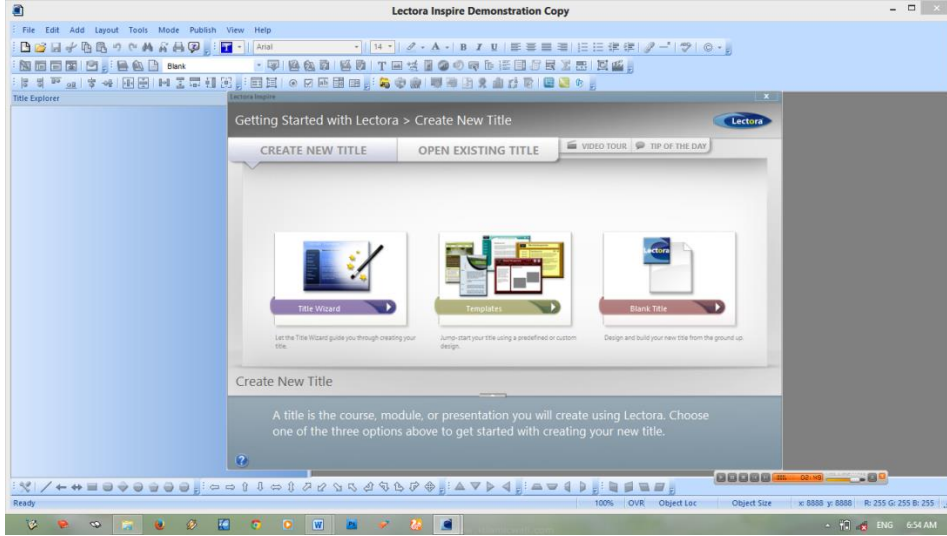 Lectora Inspire Demonstration Copy
File Edit Add Layout Tools Mode Publish View Help
Arial 14
Blank
Title Explorer
Lectora Inspire
Getting Started with Lectora > Create New Title
Lectora
CREATE NEW TITLE OPEN EXISTING TITLE VIDEO TOUR TIP OF THE DAY
Title Wizard Templates Blank Title
Let the Title Wizard guide you through creating your title.
Jump-start your title using a predefined or custom design.
Design and build your new title from the ground up.
Create New Title
A title is the course, module, or presentation you will create using Lectora. Choose
one of the three options above to get started with creating your new title.
Ready 100% OVR Object Loc Object Size x: 8888 y: 8888 R: 255 G: 255 B: 255
ENG 6:54 AM